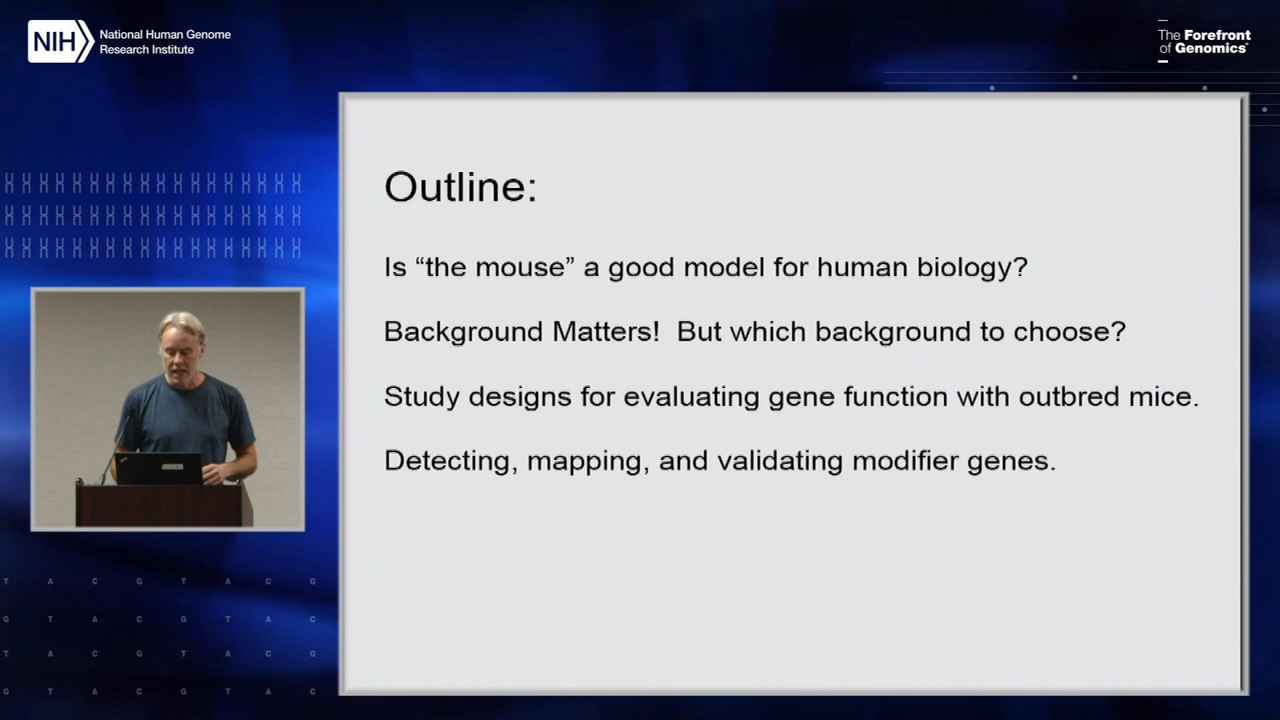 NIH
National Human Genome
Research Institute
The Forefront
of Genomics®
Outline:
Is “the mouse” a good model for human biology?
Background Matters!  But which background to choose?
Study designs for evaluating gene function with outbred mice.
Detecting, mapping, and validating modifier genes.
T A C G T A C G
G T A C G T A C
T A C G T A C G
G T A C G T A C